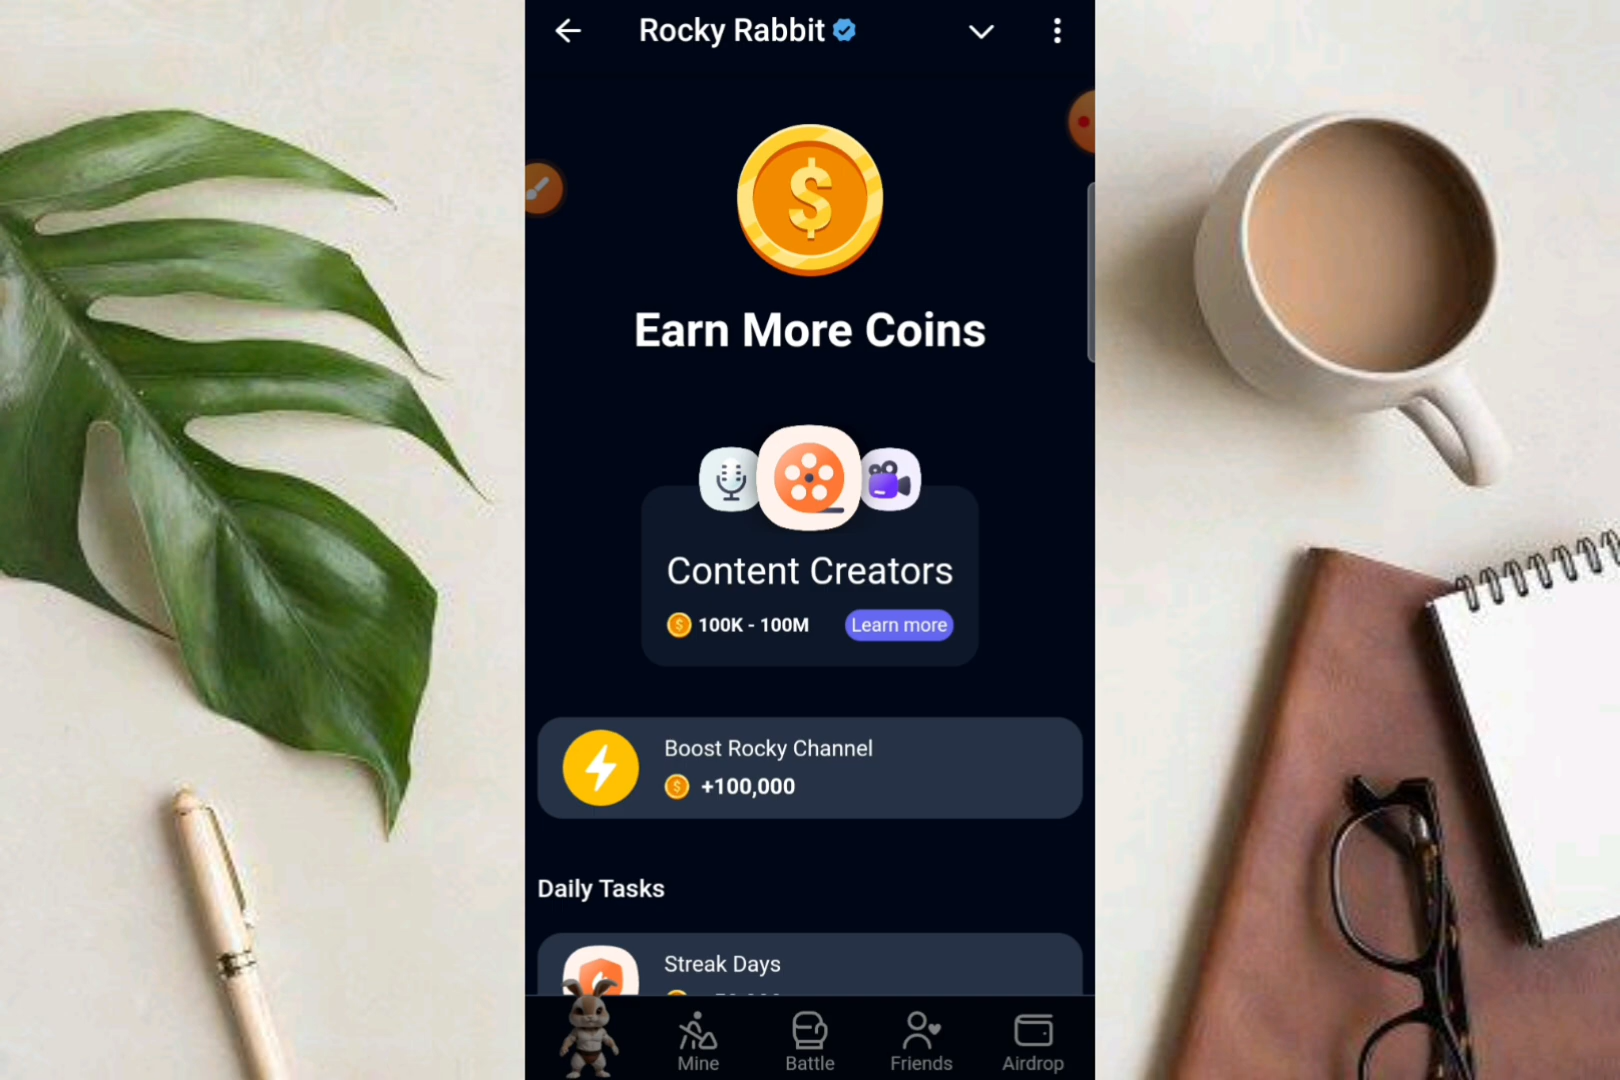 Rocky Rabbit
Earn More Coins
Content Creators
100K - 100M
Learn more
Boost Rocky Channel
+100,000
Daily Tasks
Streak Days
Mine
Battle
Friends
Airdrop